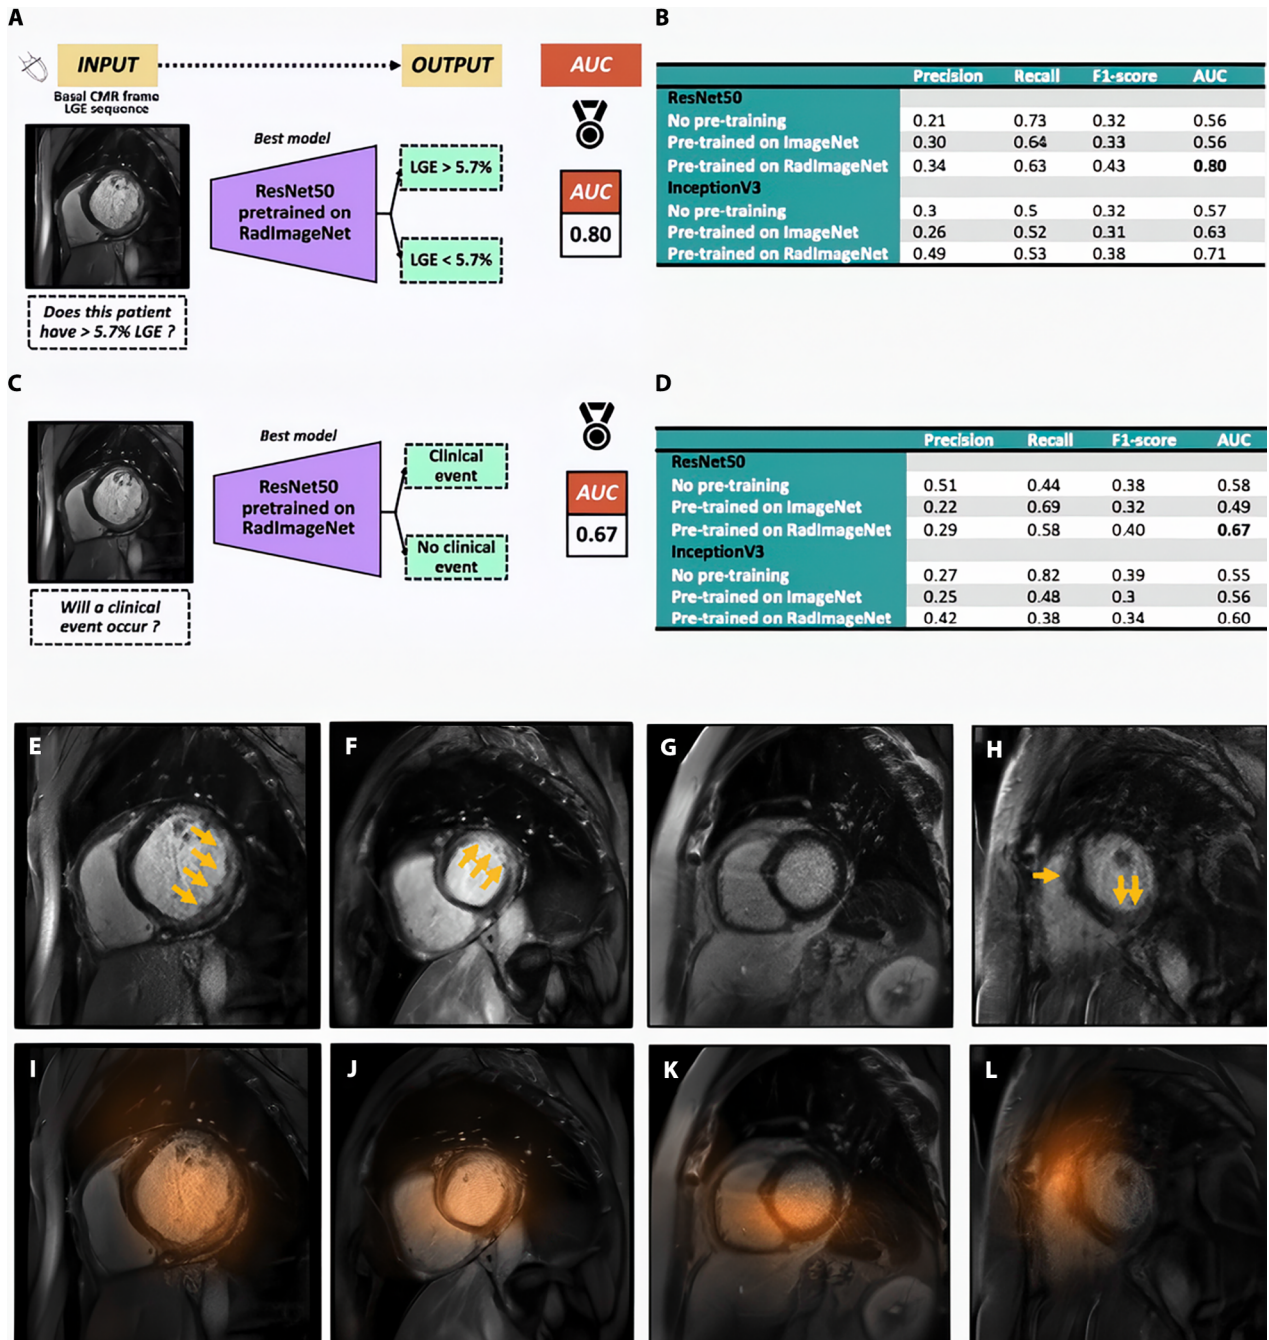 A
INPUT
OUTPUT
AUC
Basal CMR frame
LGE sequence
Best model
ResNet50
pretrained on
RadImageNet
LGE > 5.7%
LGE < 5.7%
AUC
0.80
Does this patient
have > 5.7% LGE ?
B
Precision Recall F1-score AUC
ResNet50
No pre-training 0.21 0.73 0.32 0.56
Pre-trained on ImageNet 0.30 0.64 0.33 0.56
Pre-trained on RadImageNet 0.34 0.63 0.43 0.80
InceptionV3
No pre-training 0.3 0.5 0.32 0.57
Pre-trained on ImageNet 0.26 0.52 0.31 0.63
Pre-trained on RadImageNet 0.49 0.53 0.38 0.71
C
Best model
ResNet50
pretrained on
RadImageNet
Clinical
event
No clinical
event
AUC
0.67
Will a clinical
event occur ?
D
Precision Recall F1-score AUC
ResNet50
No pre-training 0.51 0.44 0.38 0.58
Pre-trained on ImageNet 0.22 0.69 0.32 0.49
Pre-trained on RadImageNet 0.29 0.58 0.40 0.67
InceptionV3
No pre-training 0.27 0.82 0.39 0.55
Pre-trained on ImageNet 0.25 0.48 0.3 0.56
Pre-trained on RadImageNet 0.42 0.38 0.34 0.60
E
F
G
H
I
J
K
L